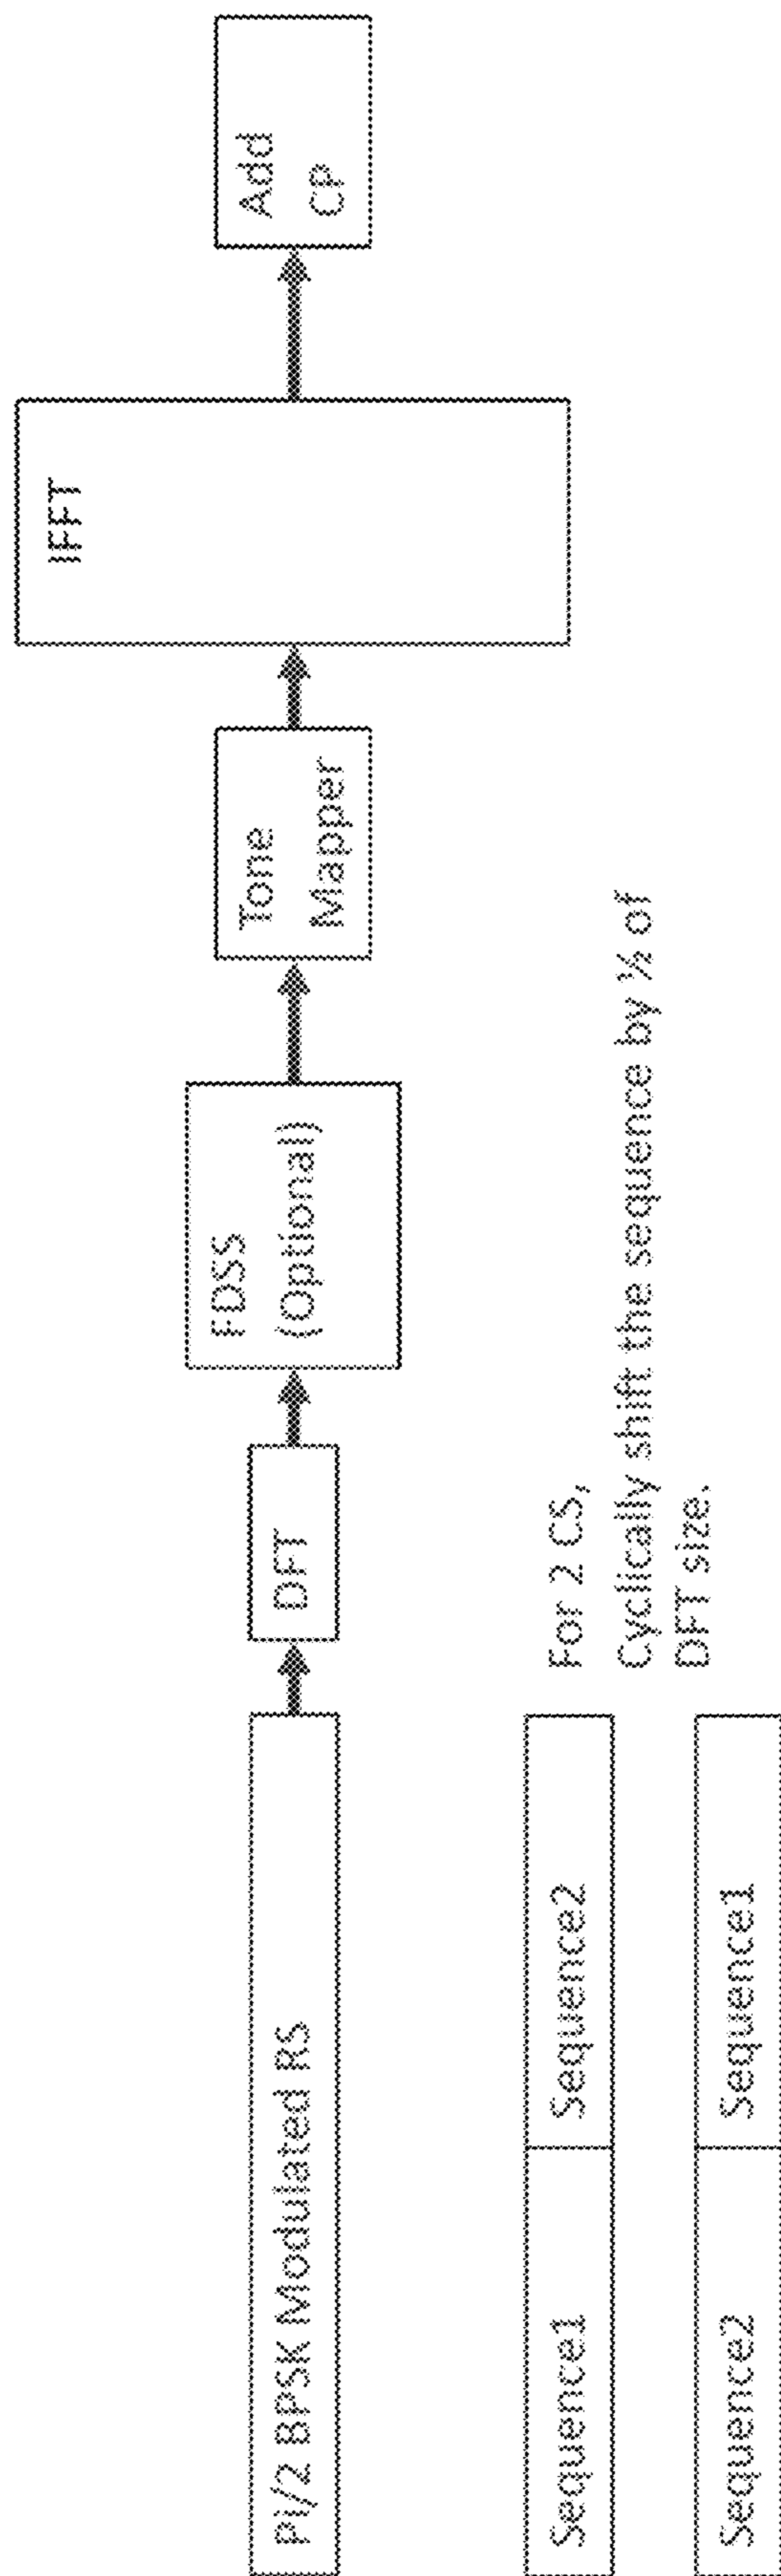 Pi/2 BPSK Modulated RS
DFT
FDSS
(Optional)
Tone
Mapper
IFFT
Add
CP
Sequence1
Sequence2
For 2 CS,
Cyclically shift the sequence by ½ of
DFT size.
Sequence2
Sequence1